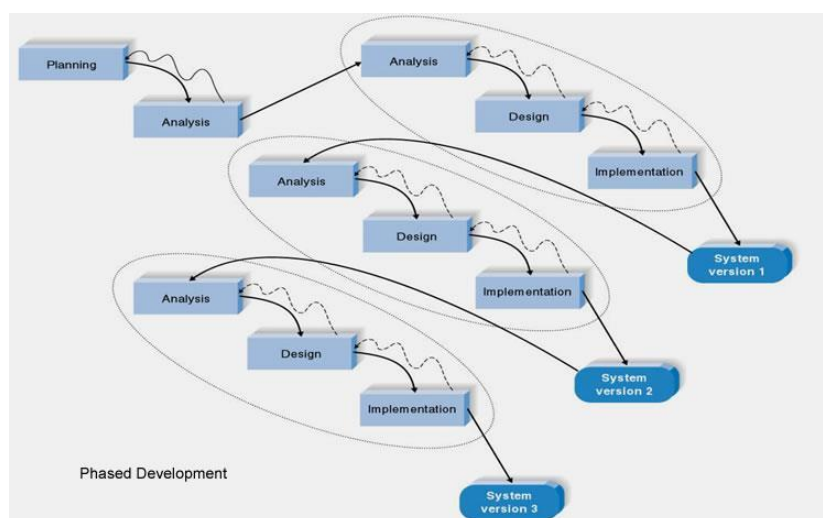 Planning
Analysis
Analysis
Design
Implementation
System
version 1
Analysis
Design
Implementation
System
version 2
Analysis
Design
Implementation
System
version 3
Phased Development